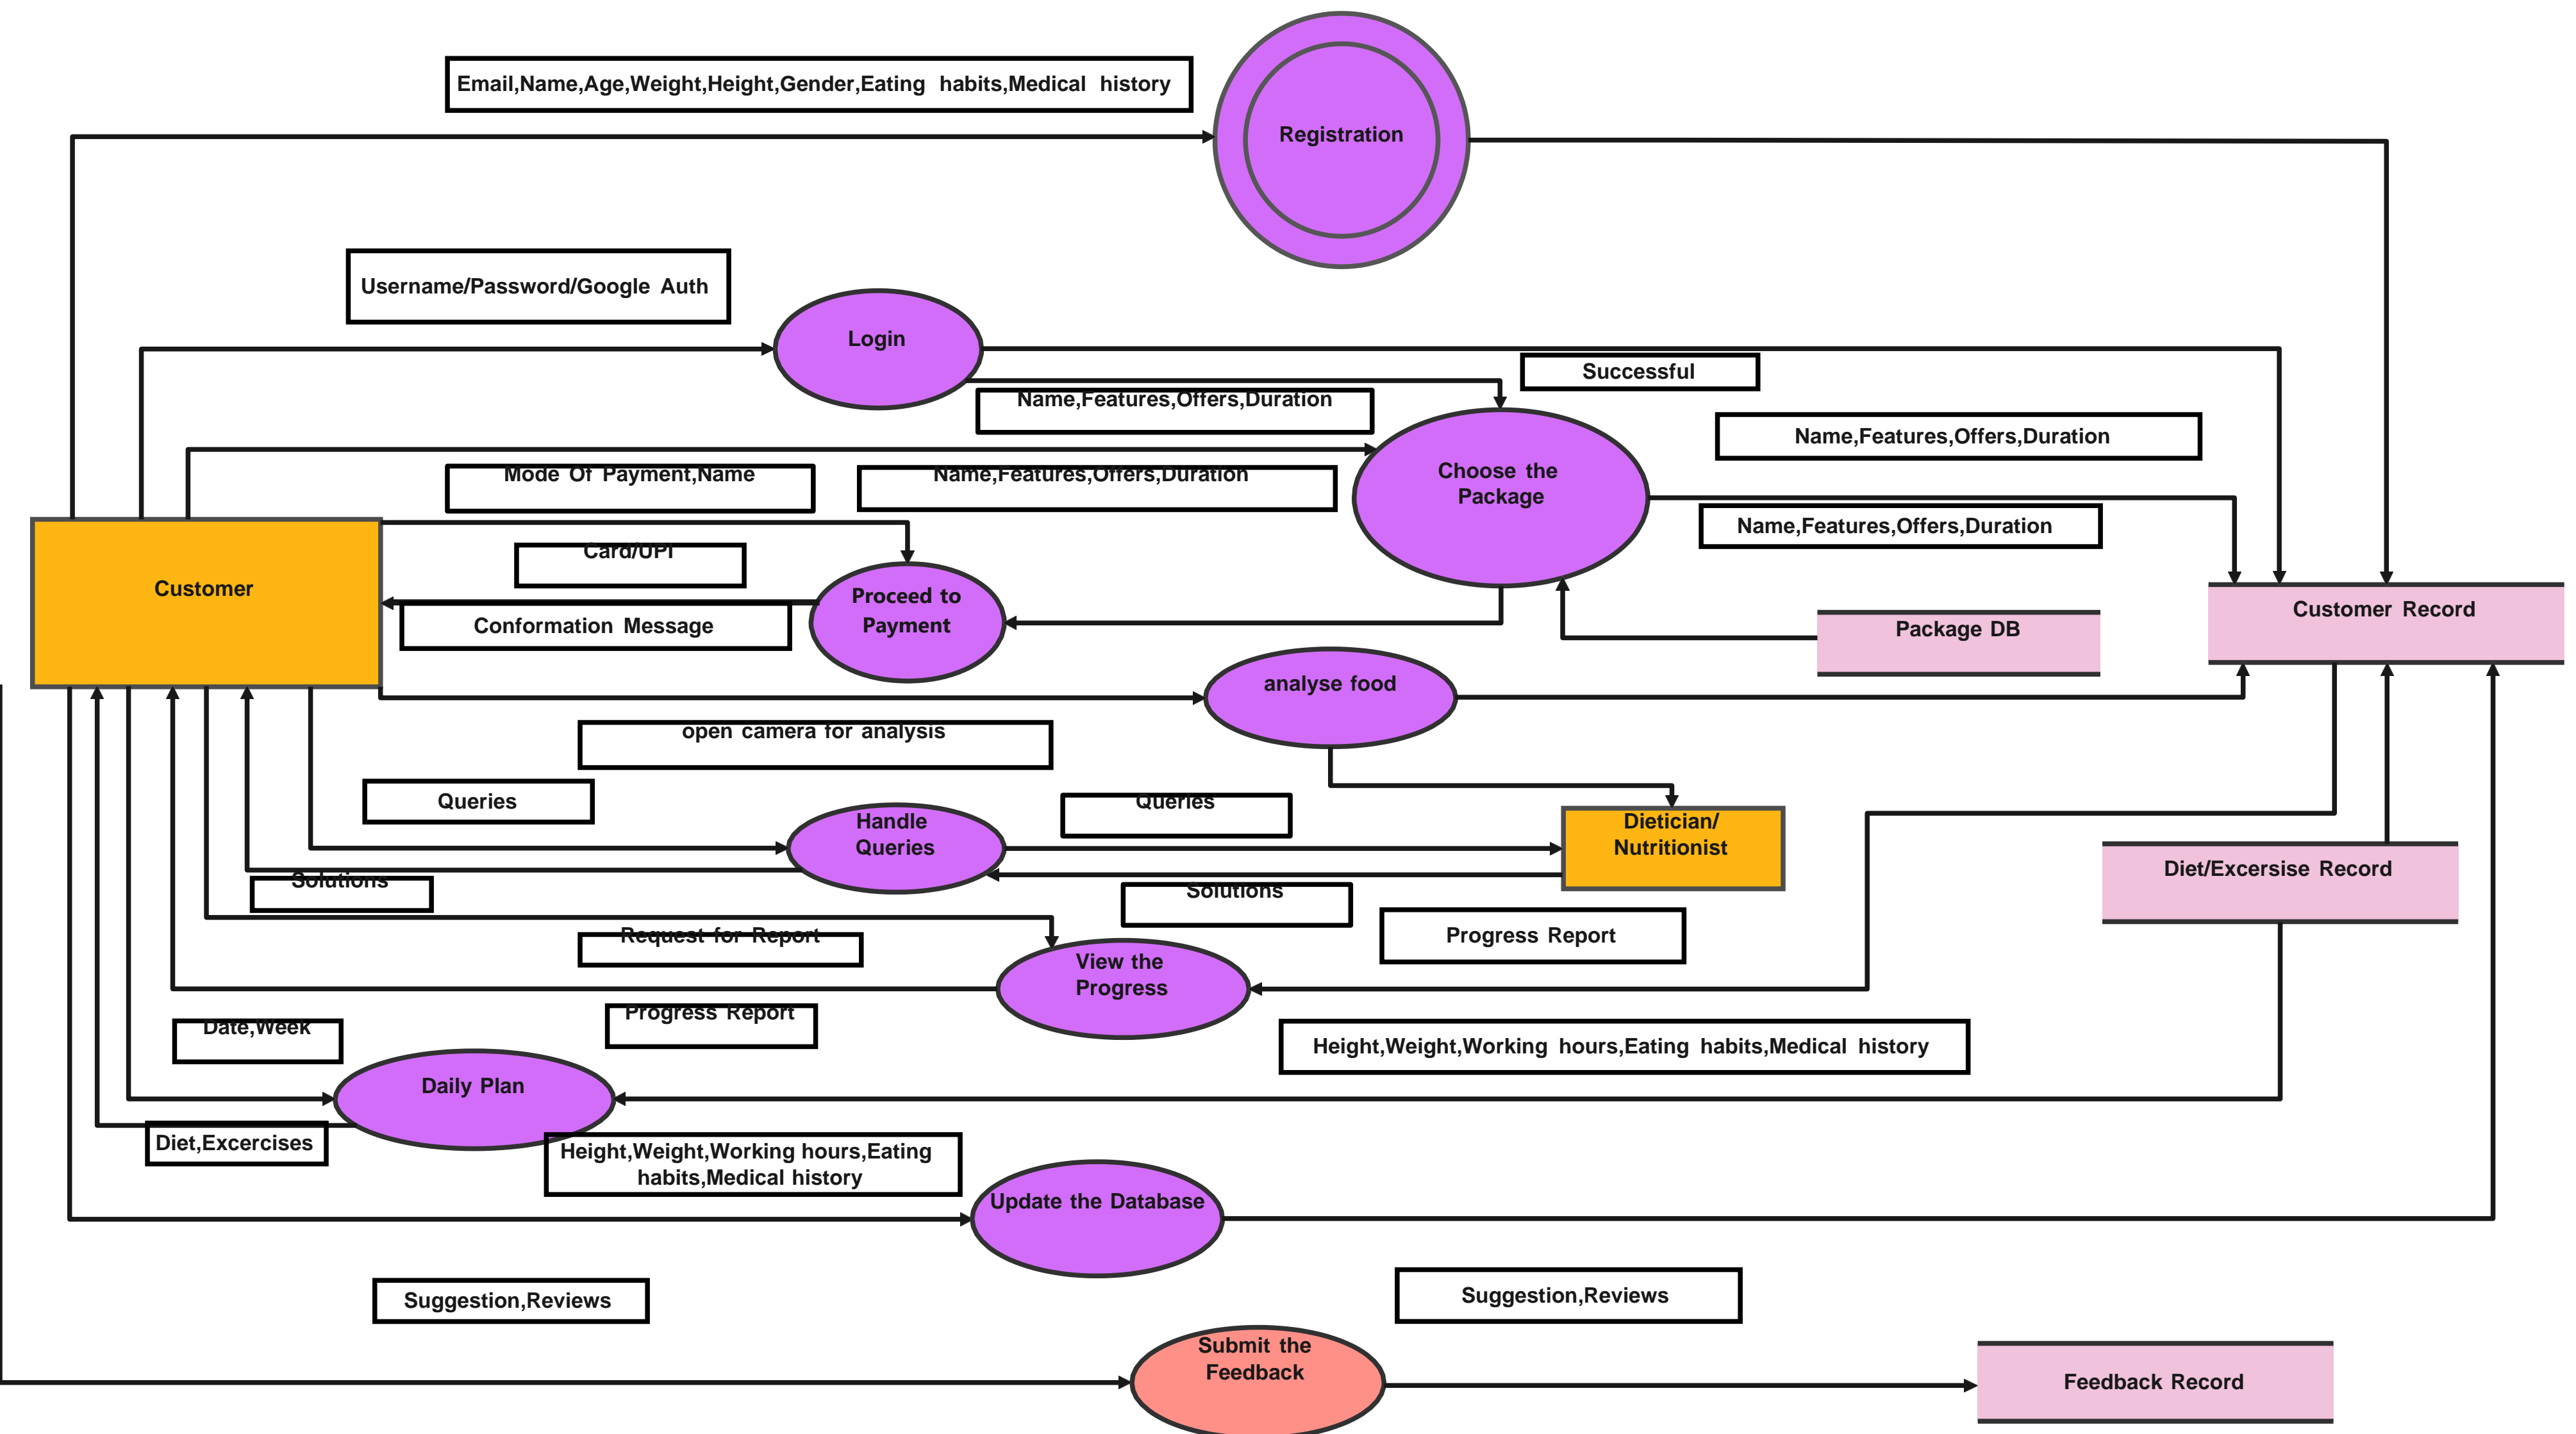 Email,Name,Age,Weight,Height,Gender,Eating habits,Medical history
Registration
Username/Password/Google Auth
Login
Successful
Name,Features,Offers,Duration
Name,Features,Offers,Duration
Mode Of Payment,Name
Name,Features,Offers,Duration
Choose the
Package
Name,Features,Offers,Duration
Card/UPI
Customer
Proceed to
Payment
Conformation Message
Package DB
Customer Record
analyse food
open camera for analysis
Queries
Queries
Handle
Queries
Dietician/
Nutritionist
Diet/Excersise Record
Solutions
Solutions
Request for Report
Progress Report
View the
Progress
Progress Report
Date,Week
Height,Weight,Working hours,Eating habits,Medical history
Daily Plan
Diet,Excercises
Height,Weight,Working hours,Eating
habits,Medical history
Update the Database
Suggestion,Reviews
Suggestion,Reviews
Submit the
Feedback
Feedback Record